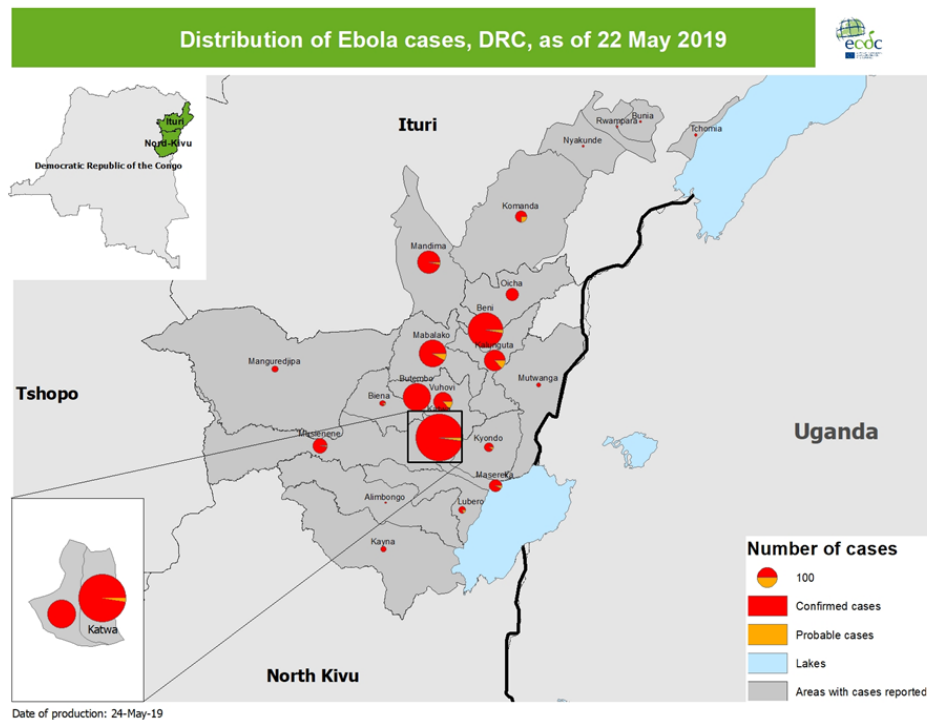 Distribution of Ebola cases, DRC, as of 22 May 2019
ecdc
Ituri
Nord-Kivu
Democratic Republic of the Congo
Ituri
Bunia
Rwampara
Tchomia
Nyakunde
Komanda
Mandima
Oicha
Beni
Mabalako
Kalunguta
Manguredjipa
Mutwanga
Butembo
Vuhovi
Biena
Tshopo
Uganda
Musienene
Kyondo
Masereka
Alimbongo
Lubero
Kayna
Katwa
North Kivu
Number of cases
100
Confirmed cases
Probable cases
Lakes
Areas with cases reported
Date of production: 24-May-19